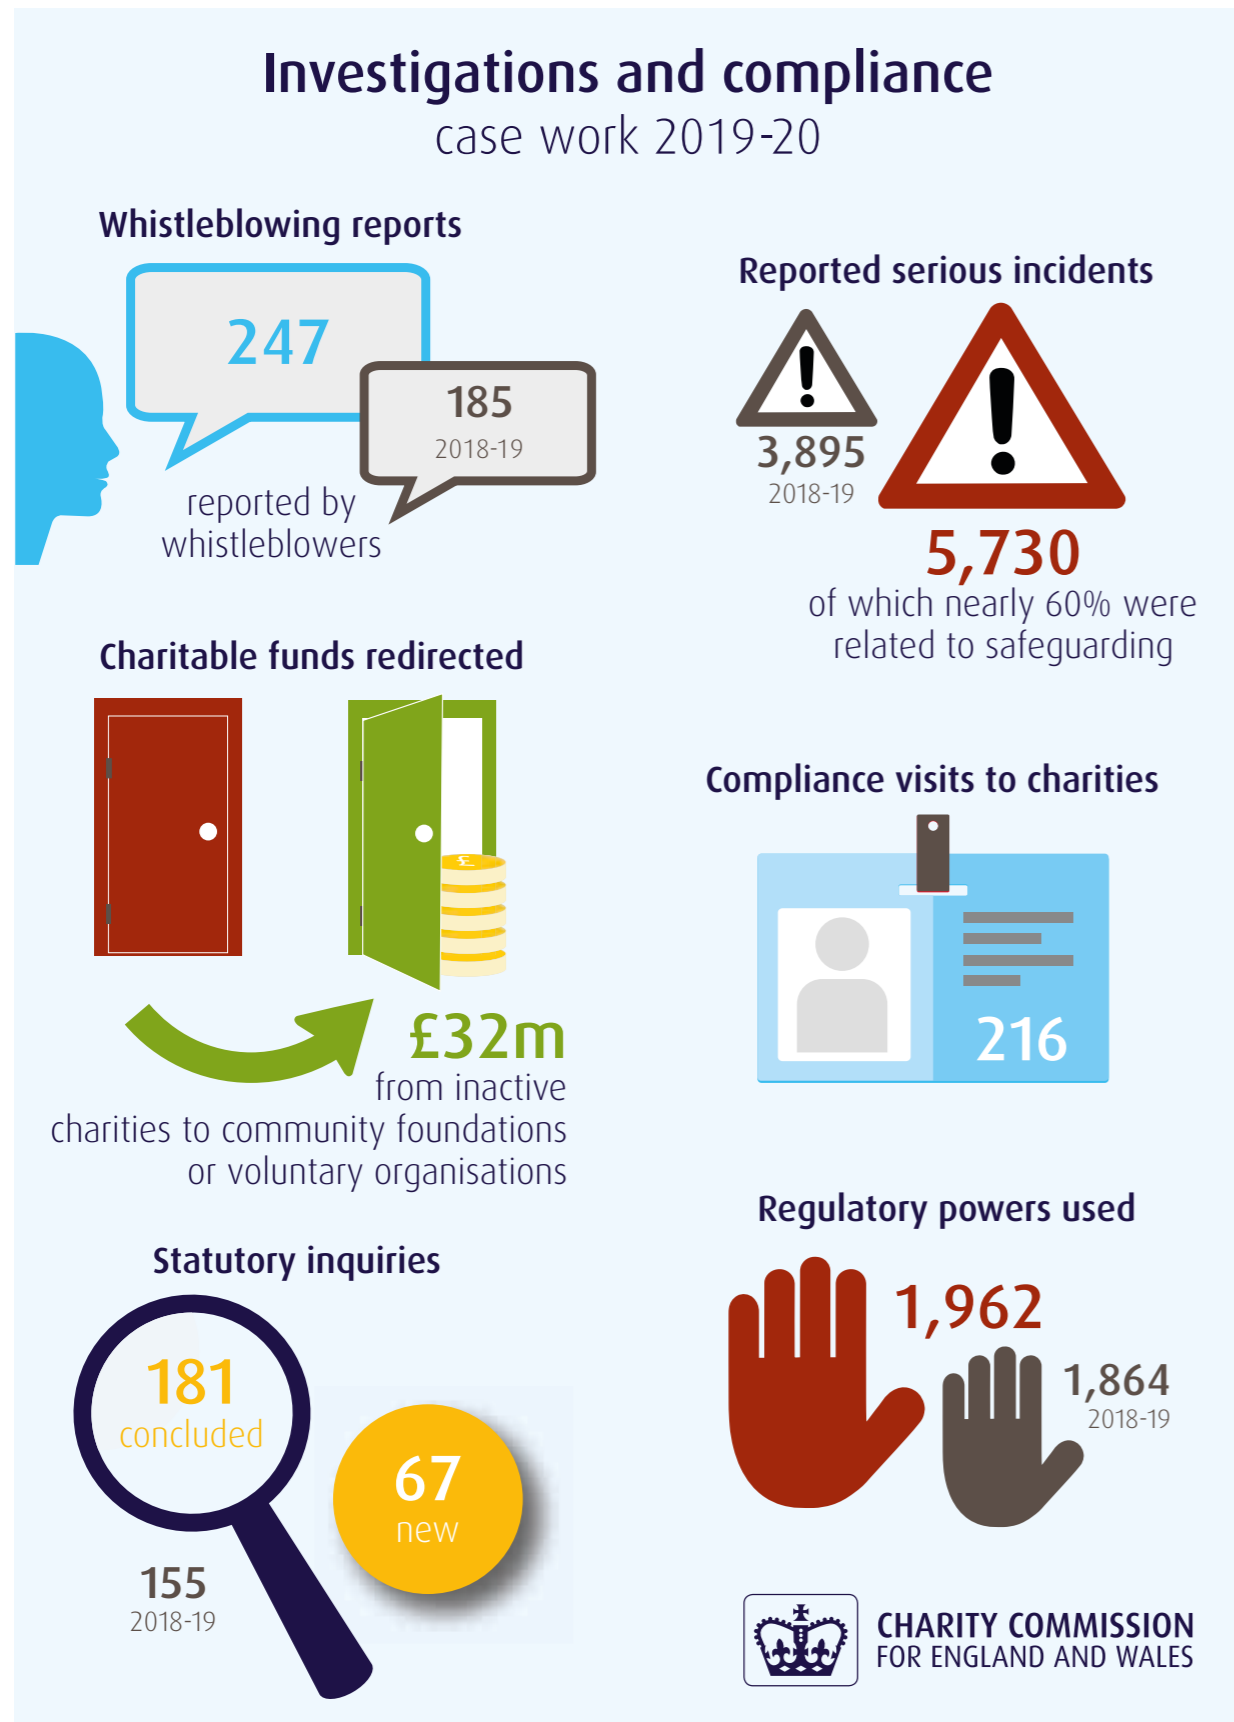 Investigations and compliance
case work 2019-20
Whistleblowing reports
247
185
2018-19
reported by
whistleblowers
Reported serious incidents
3,895
2018-19
5,730
of which nearly 60% were
related to safeguarding
Charitable funds redirected
£
£32m
from inactive
charities to community foundations
or voluntary organisations
Compliance visits to charities
216
Statutory inquiries
181
concluded
67
new
155
2018-19
Regulatory powers used
1,962
1,864
2018-19
CHARITY COMMISSION
FOR ENGLAND AND WALES